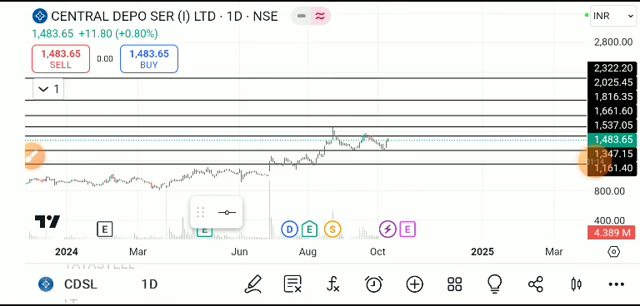 CENTRAL DEPO SER (I) LTD · 1D · NSE
INR
1,483.65 +11.80 (+0.80%)
1,483.65
SELL
0.00
1,483.65
BUY
1
2,800.00
2,322.20
2,025.45
1,816.35
1,661.60
1,537.05
1,483.65
1,347.15
1,161.40
800.00
400.00
4.389 M
E
E
D
E
S
E
2024
Mar
Jun
Aug
Oct
2025
Mar
TATASTEEL
CDSL
1D
LT